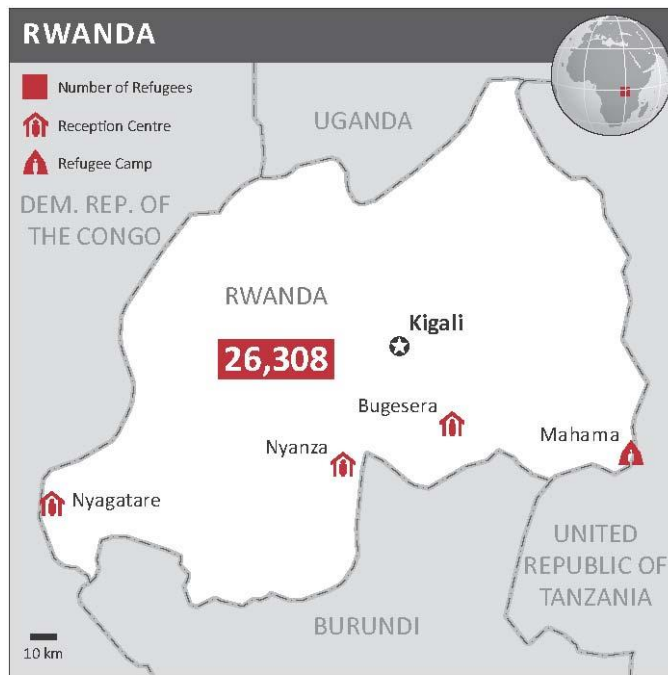 RWANDA
Number of Refugees
Reception Centre
Refugee Camp
UGANDA
DEM. REP. OF
THE CONGO
RWANDA
Kigali
26,308
Bugesera
Mahama
Nyanza
Nyagatare
UNITED
REPUBLIC OF
TANZANIA
BURUNDI
10 km